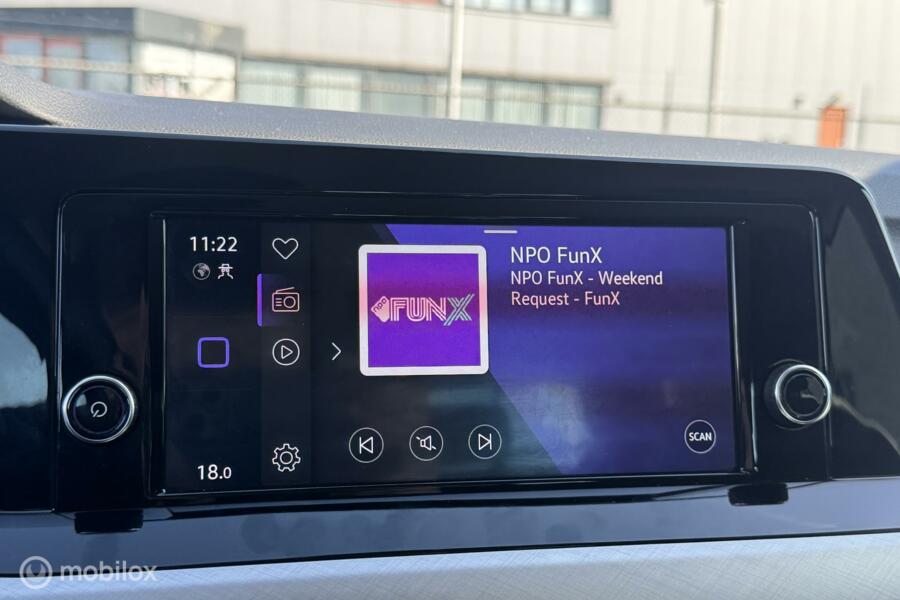 11:22
18.0
FUNX
NPO FunX
NPO FunX - Weekend
Request - FunX
SCAN
mobilox